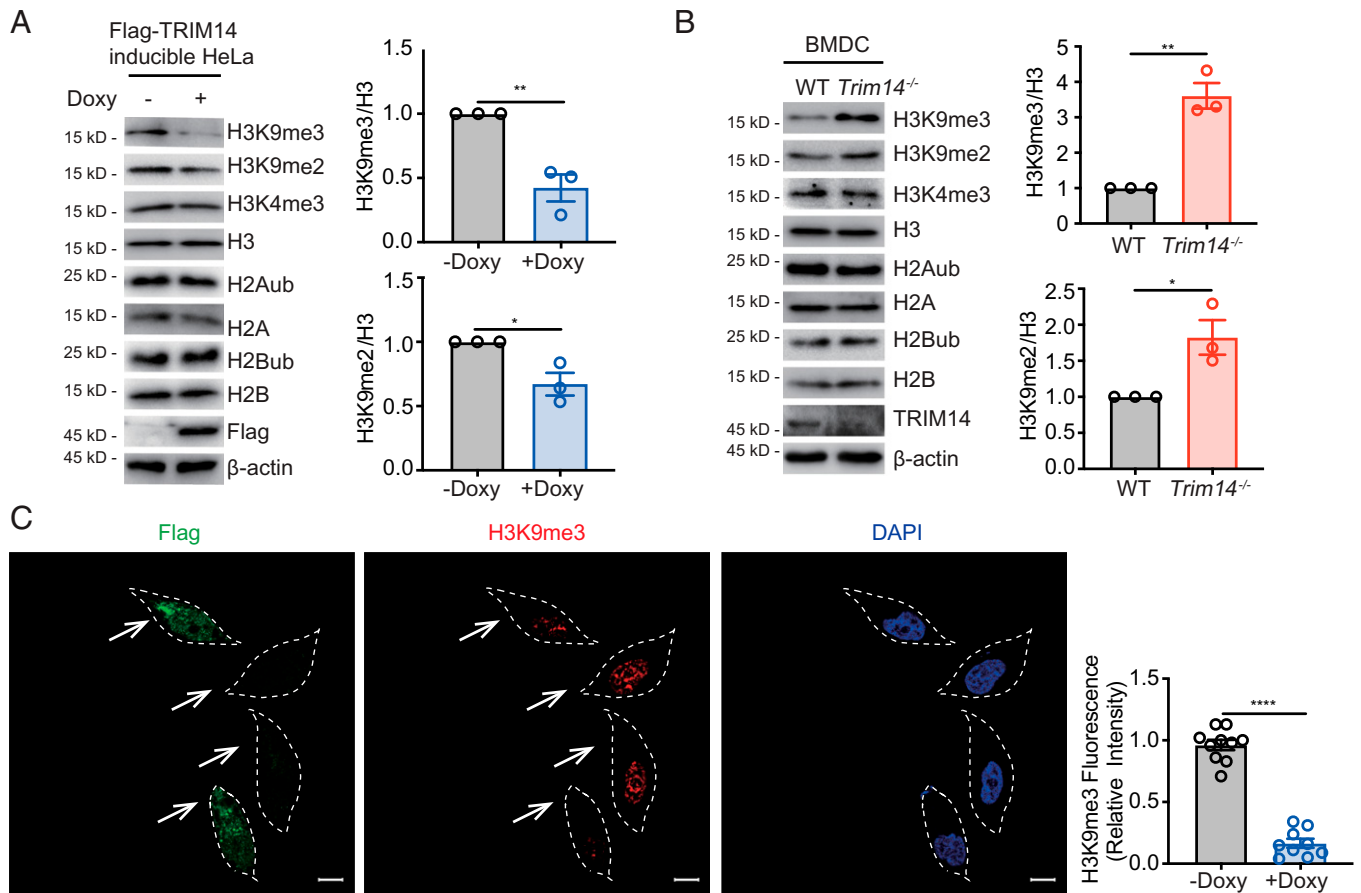 A
Flag-TRIM14
inducible HeLa
Doxy - +
15 kD - H3K9me3
15 kD - H3K9me2
15 kD - H3K4me3
15 kD - H3
25 kD - H2Aub
15 kD - H2A
25 kD - H2Bub
15 kD - H2B
45 kD - Flag
45 kD - β-actin
H3K9me3/H3
1.5
1.0
0.5
0.0
**
-Doxy +Doxy
H3K9me2/H3
1.5
1.0
0.5
0.0
*
-Doxy +Doxy
B
BMDC
WT Trim14-/-
15 kD - H3K9me3
15 kD - H3K9me2
15 kD - H3K4me3
15 kD - H3
25 kD - H2Aub
15 kD - H2A
25 kD - H2Bub
15 kD - H2B
45 kD - TRIM14
45 kD - β-actin
H3K9me3/H3
5
4
3
2
1
0
**
WT Trim14-/-
H3K9me2/H3
2.5
2.0
1.5
1.0
0.5
0.0
*
WT Trim14-/-
C
Flag H3K9me3 DAPI
H3K9me3 Fluorescence
(Relative Intensity)
1.5
1.0
0.5
0.0
****
-Doxy +Doxy